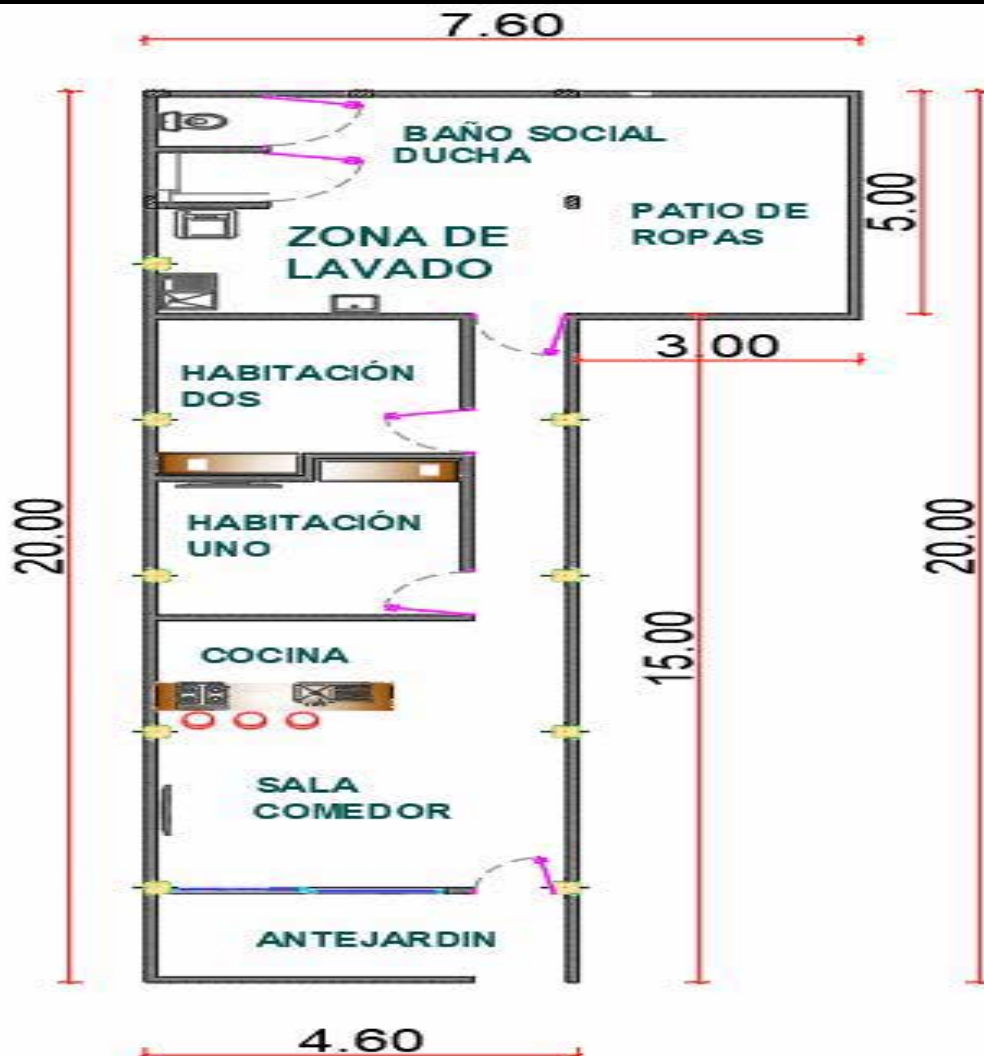 7.60
BAÑO SOCIAL
DUCHA
5.00
PATIO DE
ROPAS
ZONA DE
LAVADO
3.00
HABITACIÓN
DOS
20.00
HABITACIÓN
UNO
20.00
15.00
COCINA
SALA
COMEDOR
ANTEJARDIN
4.60